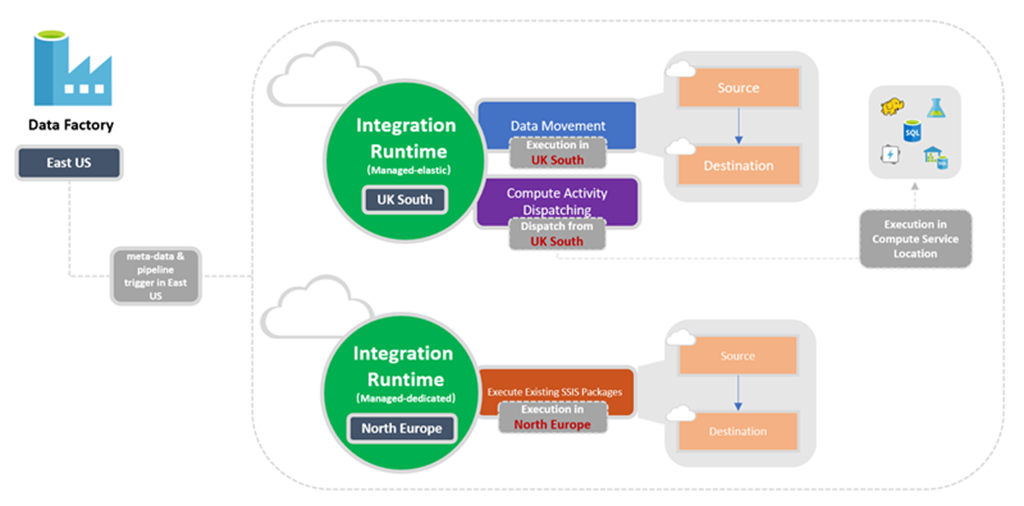 Data Factory
East US
meta-data &
pipeline
trigger in East
US
Integration
Runtime
(Managed-elastic)
UK South
Data Movement
Execution in
UK South
Compute Activity
Dispatching
Dispatch from
UK South
Source
Destination
SQL
Execution in
Compute Service
Location
Integration
Runtime
(Managed-dedicated)
North Europe
Execute Existing SSIS Packages
Execution in
North Europe
Source
Destination